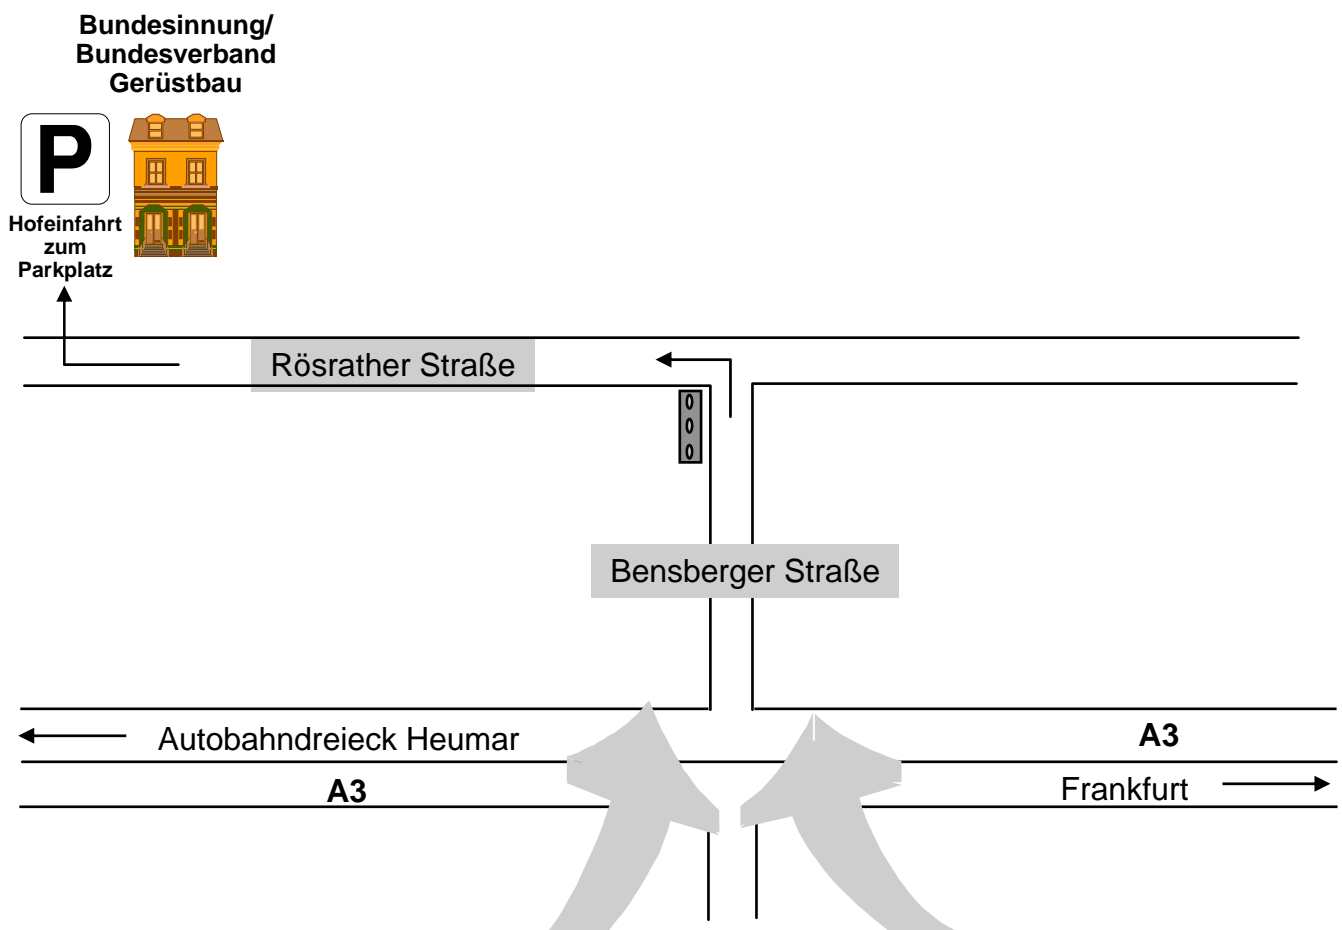 Bundesinnung/
Bundesverband
Gerüstbau
P
Hofeinfahrt
zum
Parkplatz
Rösrather Straße
Bensberger Straße
Autobahndreieck Heumar
A3
A3
Frankfurt